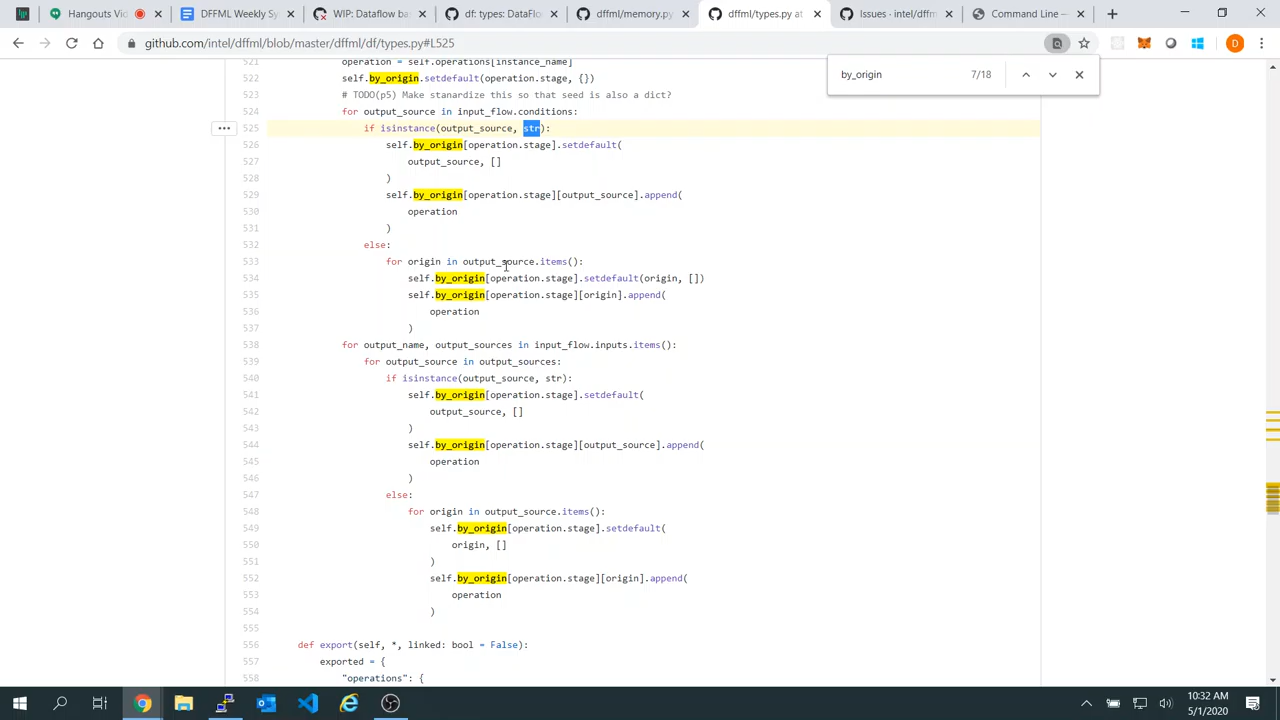 Hangouts Vid
DFFML Weekly Sy
WIP: Dataflow ba
df: types: DataFlo
dffml/memory.py
dffml/types.py at
Issues · intel/dffm
Command Line —
github.com/intel/dffml/blob/master/dffml/df/types.py#L525
D
by_origin 7/18
521 operation = self.operations[instance_name]
522 self.by_origin.setdefault(operation.stage, {})
523 # TODO(p5) Make stanardize this so that seed is also a dict?
524 for output_source in input_flow.conditions:
525 if isinstance(output_source, str):
526 self.by_origin[operation.stage].setdefault(
527 output_source, []
528 )
529 self.by_origin[operation.stage][output_source].append(
530 operation
531 )
532 else:
533 for origin in output_source.items():
534 self.by_origin[operation.stage].setdefault(origin, [])
535 self.by_origin[operation.stage][origin].append(
536 operation
537 )
538 for output_name, output_sources in input_flow.inputs.items():
539 for output_source in output_sources:
540 if isinstance(output_source, str):
541 self.by_origin[operation.stage].setdefault(
542 output_source, []
543 )
544 self.by_origin[operation.stage][output_source].append(
545 operation
546 )
547 else:
548 for origin in output_source.items():
549 self.by_origin[operation.stage].setdefault(
550 origin, []
551 )
552 self.by_origin[operation.stage][origin].append(
553 operation
554 )
555
556 def export(self, *, linked: bool = False):
557 exported = {
558 "operations": {
10:32 AM
5/1/2020